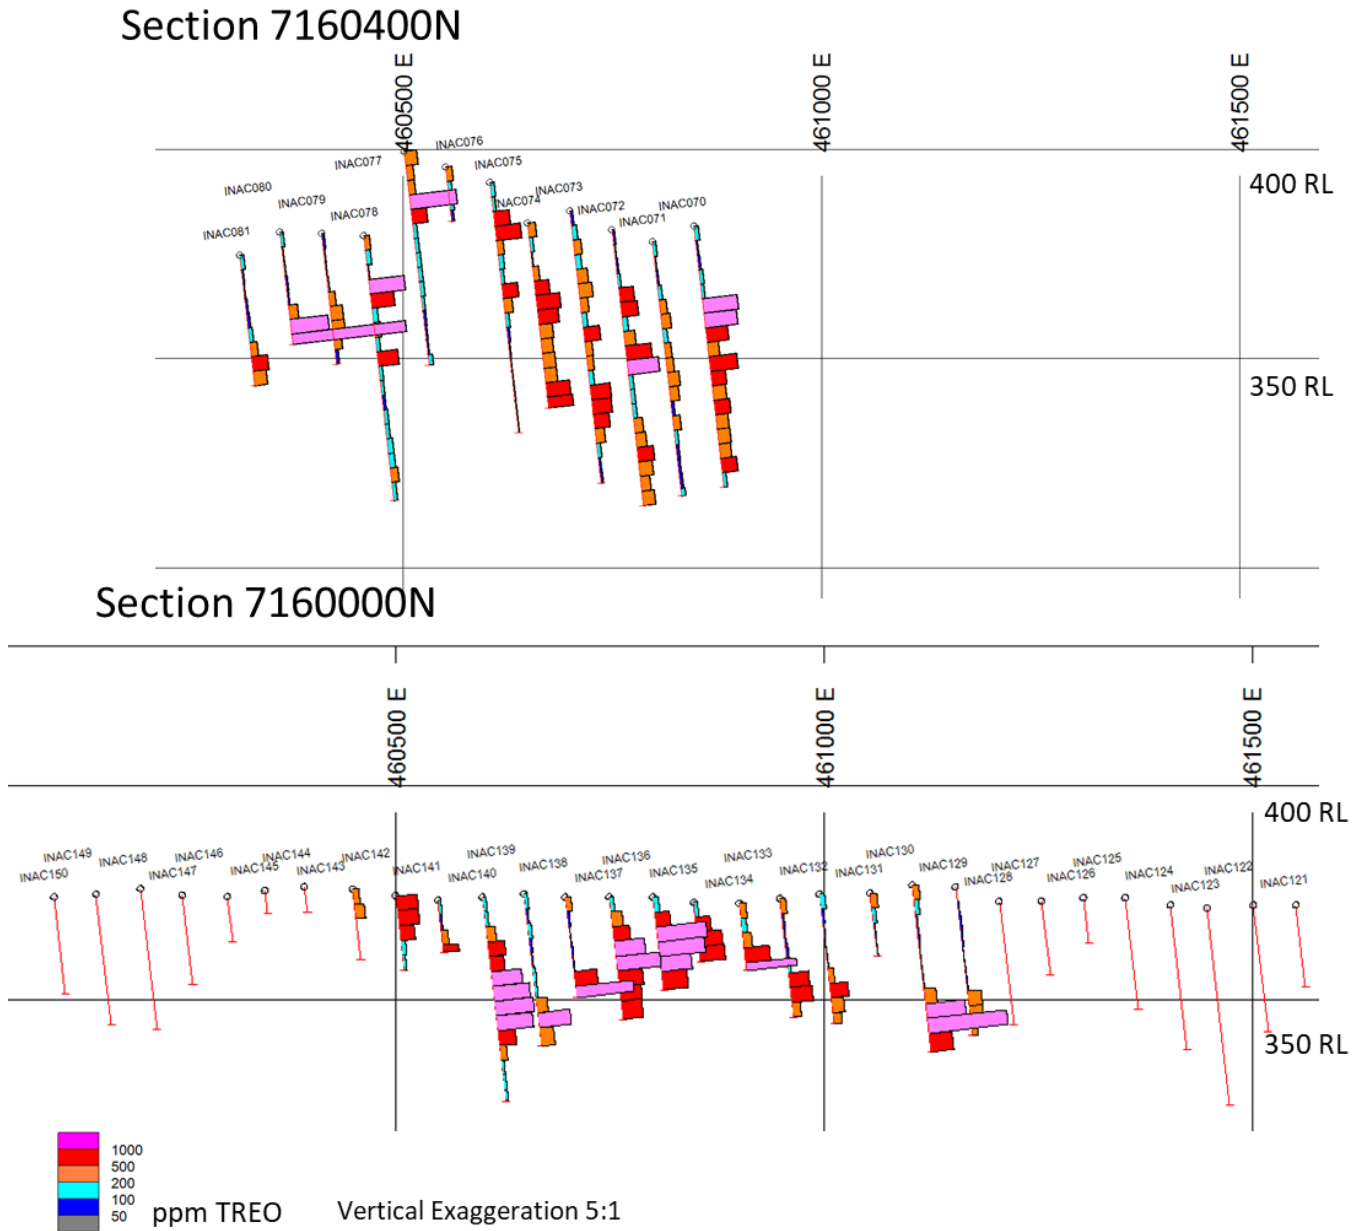 Section 7160400N
460500 E
461000 E
461500 E
INAC076
INAC077
INAC075
400 RL
INAC080
INAC073
INAC079
INAC074
INAC072
INAC070
INAC078
INAC071
INAC081
350 RL
Section 7160000N
460500 E
461000 E
461500 E
400 RL
INAC149
INAC148
INAC146
INAC144
INAC142
INAC139
INAC136
INAC133
INAC130
INAC127
INAC125
INAC122
INAC150
INAC147
INAC145
INAC143
INAC141
INAC140
INAC138
INAC137
INAC135
INAC134
INAC132
INAC131
INAC129
INAC128
INAC126
INAC124
INAC123
INAC121
350 RL
1000
500
200
100
50
ppm TREO
Vertical Exaggeration 5:1